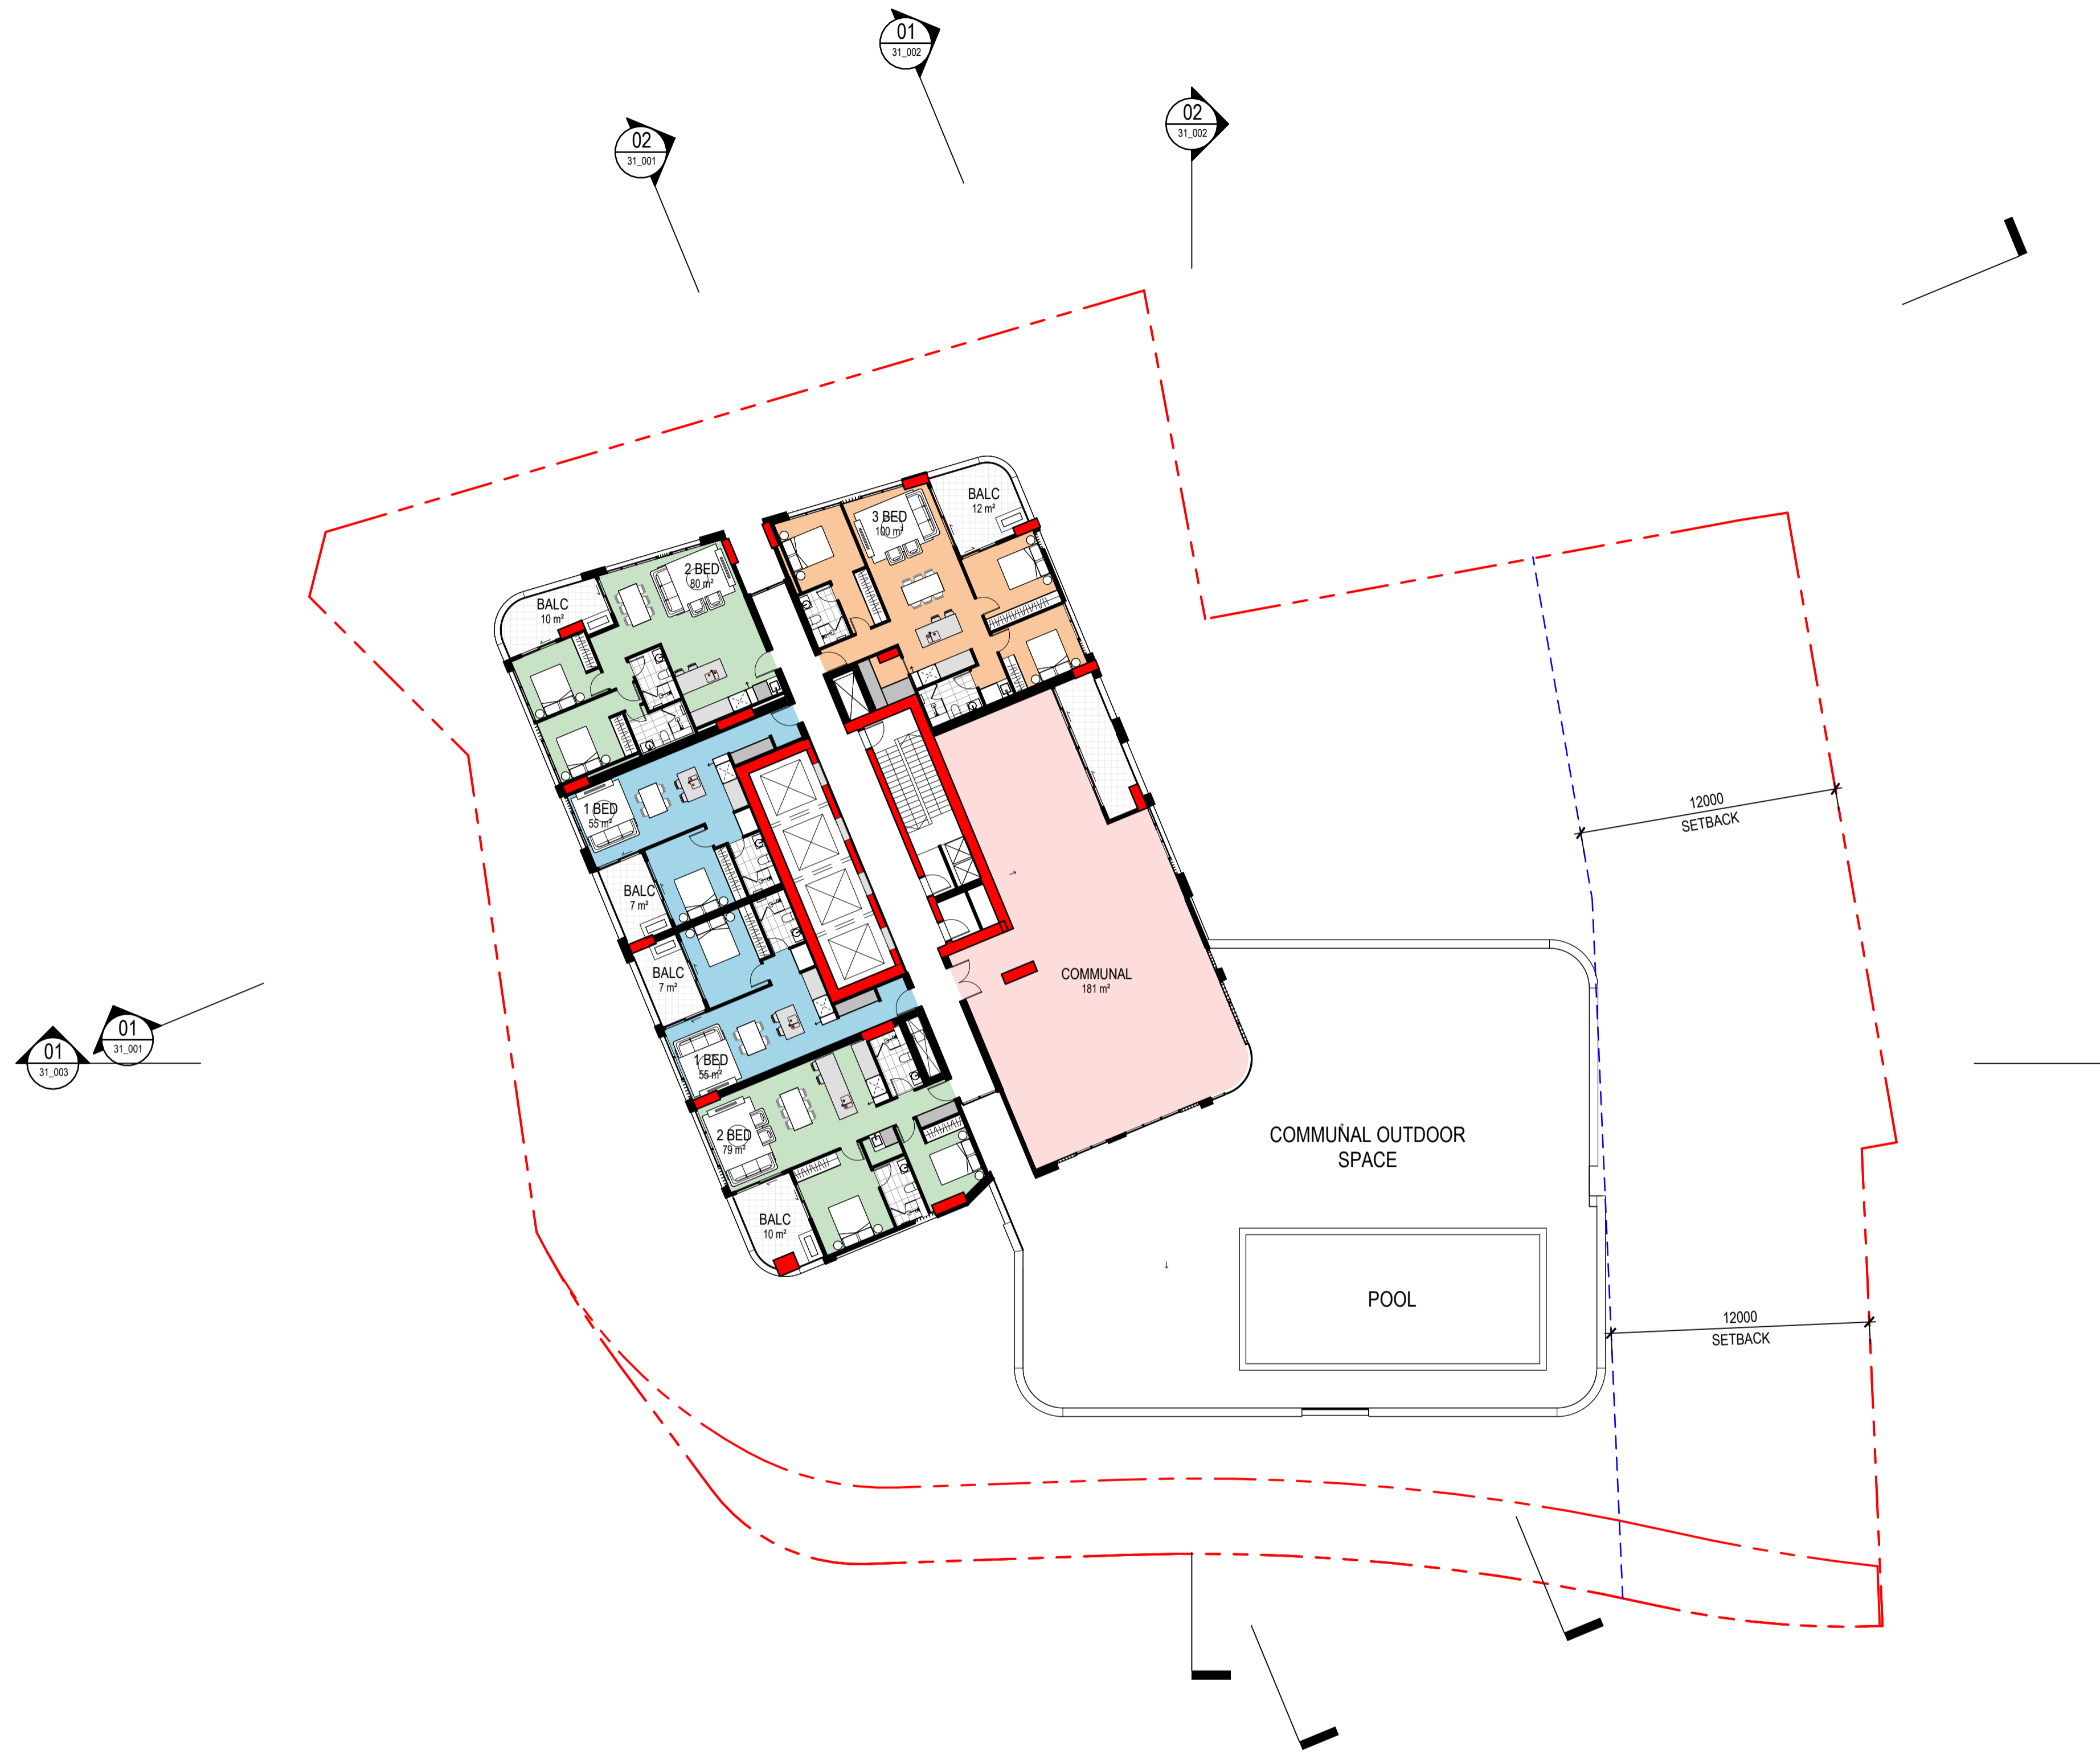 01
31_002
02
31_002
02
31_001
BALC
12 m²
3 BED
100 m²
2 BED
80 m²
BALC
10 m²
1 BED
55 m²
12000
SETBACK
BALC
7 m²
BALC
7 m²
COMMUNAL
181 m²
01
31_001
01
31_003
1 BED
55 m²
2 BED
79 m²
COMMUNAL OUTDOOR
SPACE
BALC
10 m²
POOL
12000
SETBACK